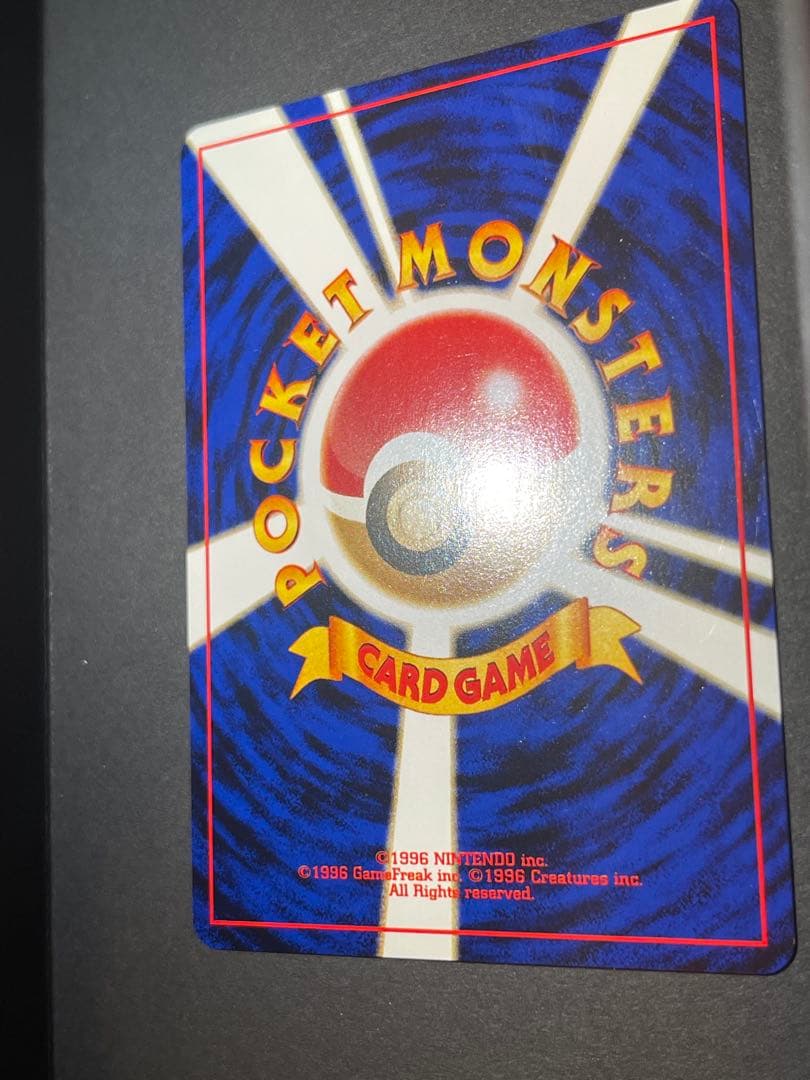 POCKET MONSTERS
CARD GAME
©1996 NINTENDO inc.
©1996 GameFreak inc. ©1996 Creatures inc.
All Rights reserved.